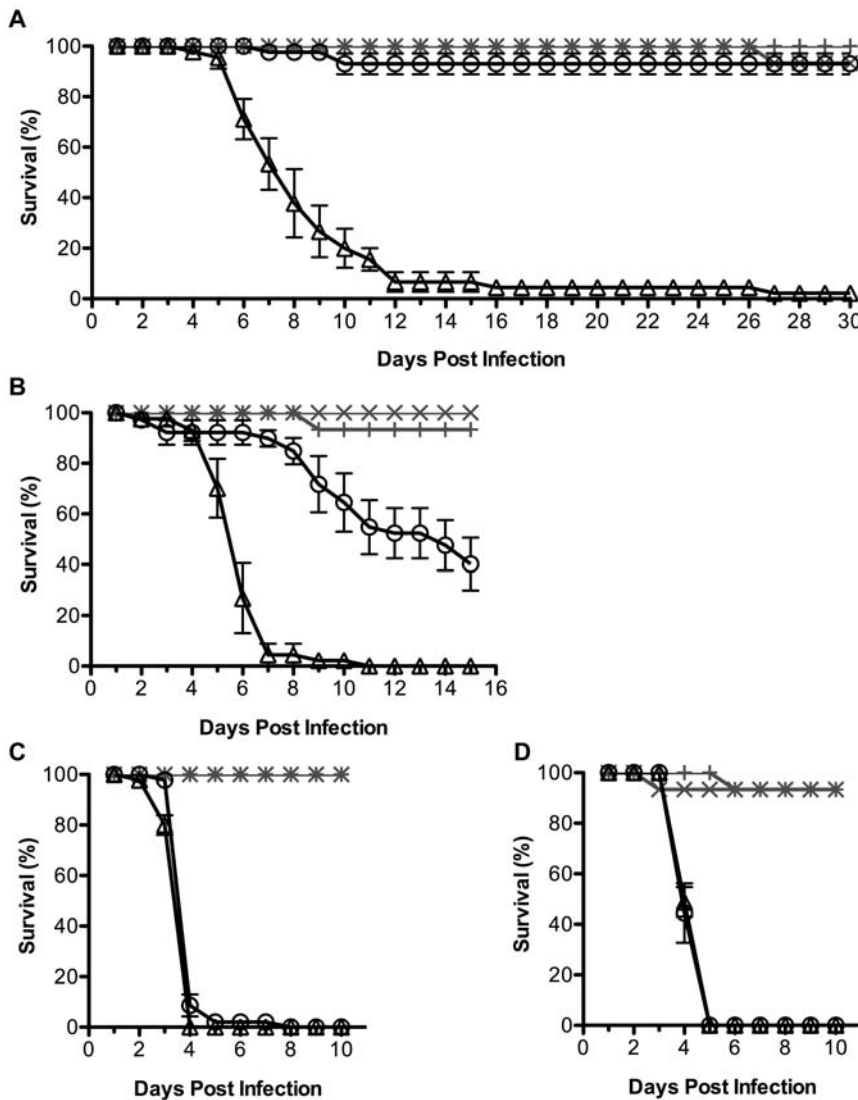 A
100
80
60
40
20
0
Survival (%)
0 2 4 6 8 10 12 14 16 18 20 22 24 26 28 30
Days Post Infection
B
100
80
60
40
20
0
Survival (%)
0 2 4 6 8 10 12 14 16
Days Post Infection
C
100
80
60
40
20
0
Survival (%)
0 2 4 6 8 10
Days Post Infection
D
100
80
60
40
20
0
Survival (%)
0 2 4 6 8 10
Days Post Infection